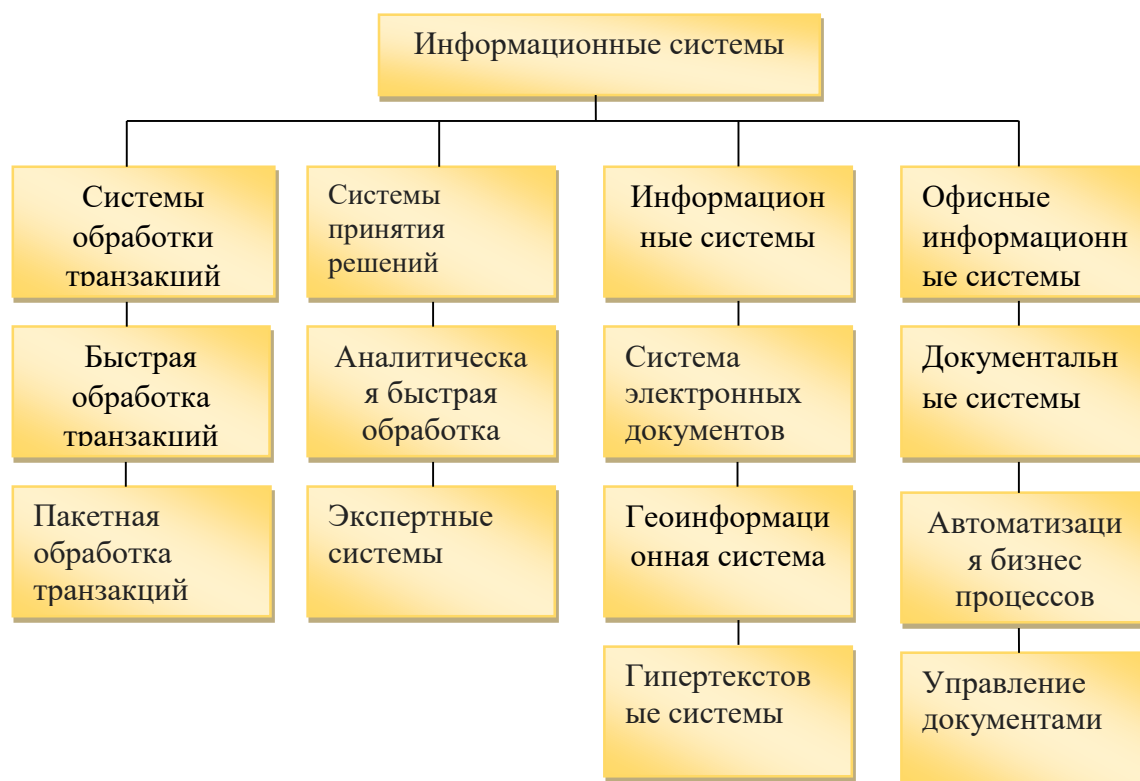 Информационные системы
Системы
обработки
транзакций
Системы
принятия
решений
Информацион
ные системы
Офисные
информационн
ые системы
Быстрая
обработка
транзакций
Аналитическа
я быстрая
обработка
Система
электронных
документов
Документальн
ые системы
Пакетная
обработка
транзакций
Экспертные
системы
Геоинформаци
онная система
Автоматизаци
я бизнес
процессов
Гипертекстов
ые системы
Управление
документами